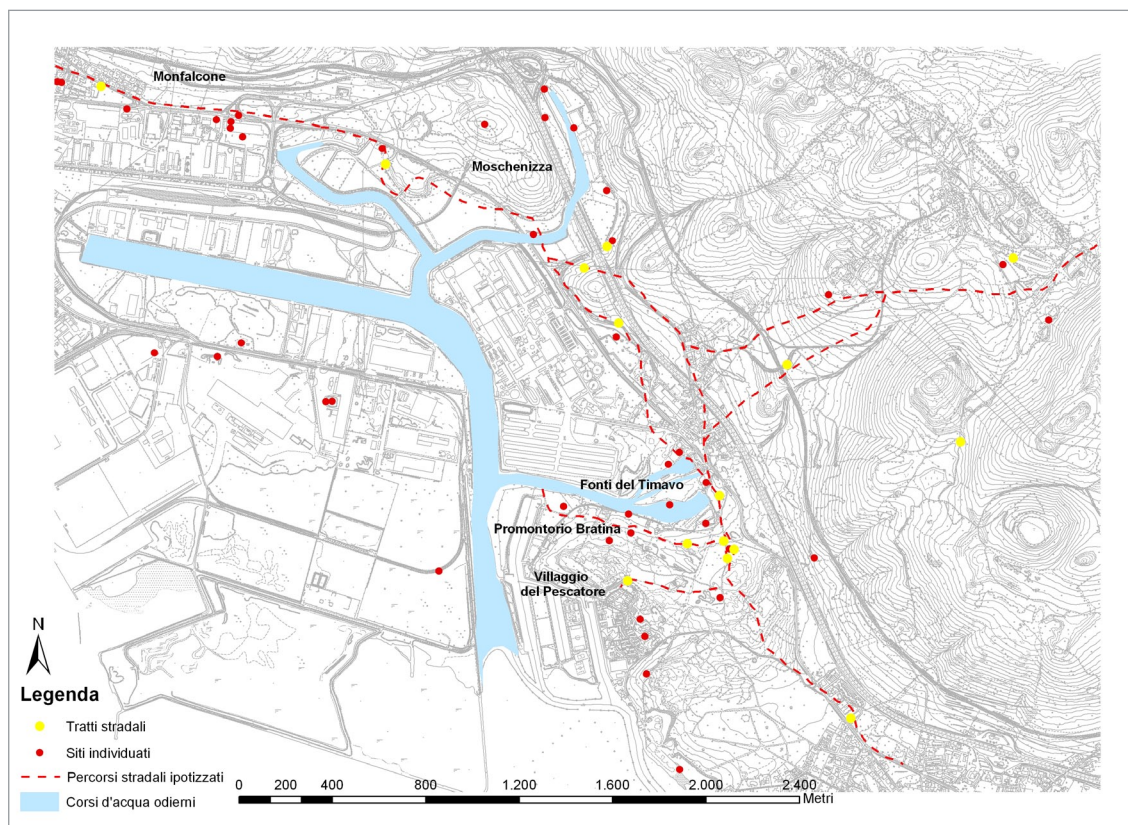 Monfalcone
Moschenizza
Fonti del Timavo
Promontorio Bratina
Villaggio
del Pescatore
N
Legenda
Tratti stradali
Siti individuati
Percorsi stradali ipotizzati
Corsi d'acqua odierni
0 200 400 800 1.200 1.600 2.000 2.400
Metri